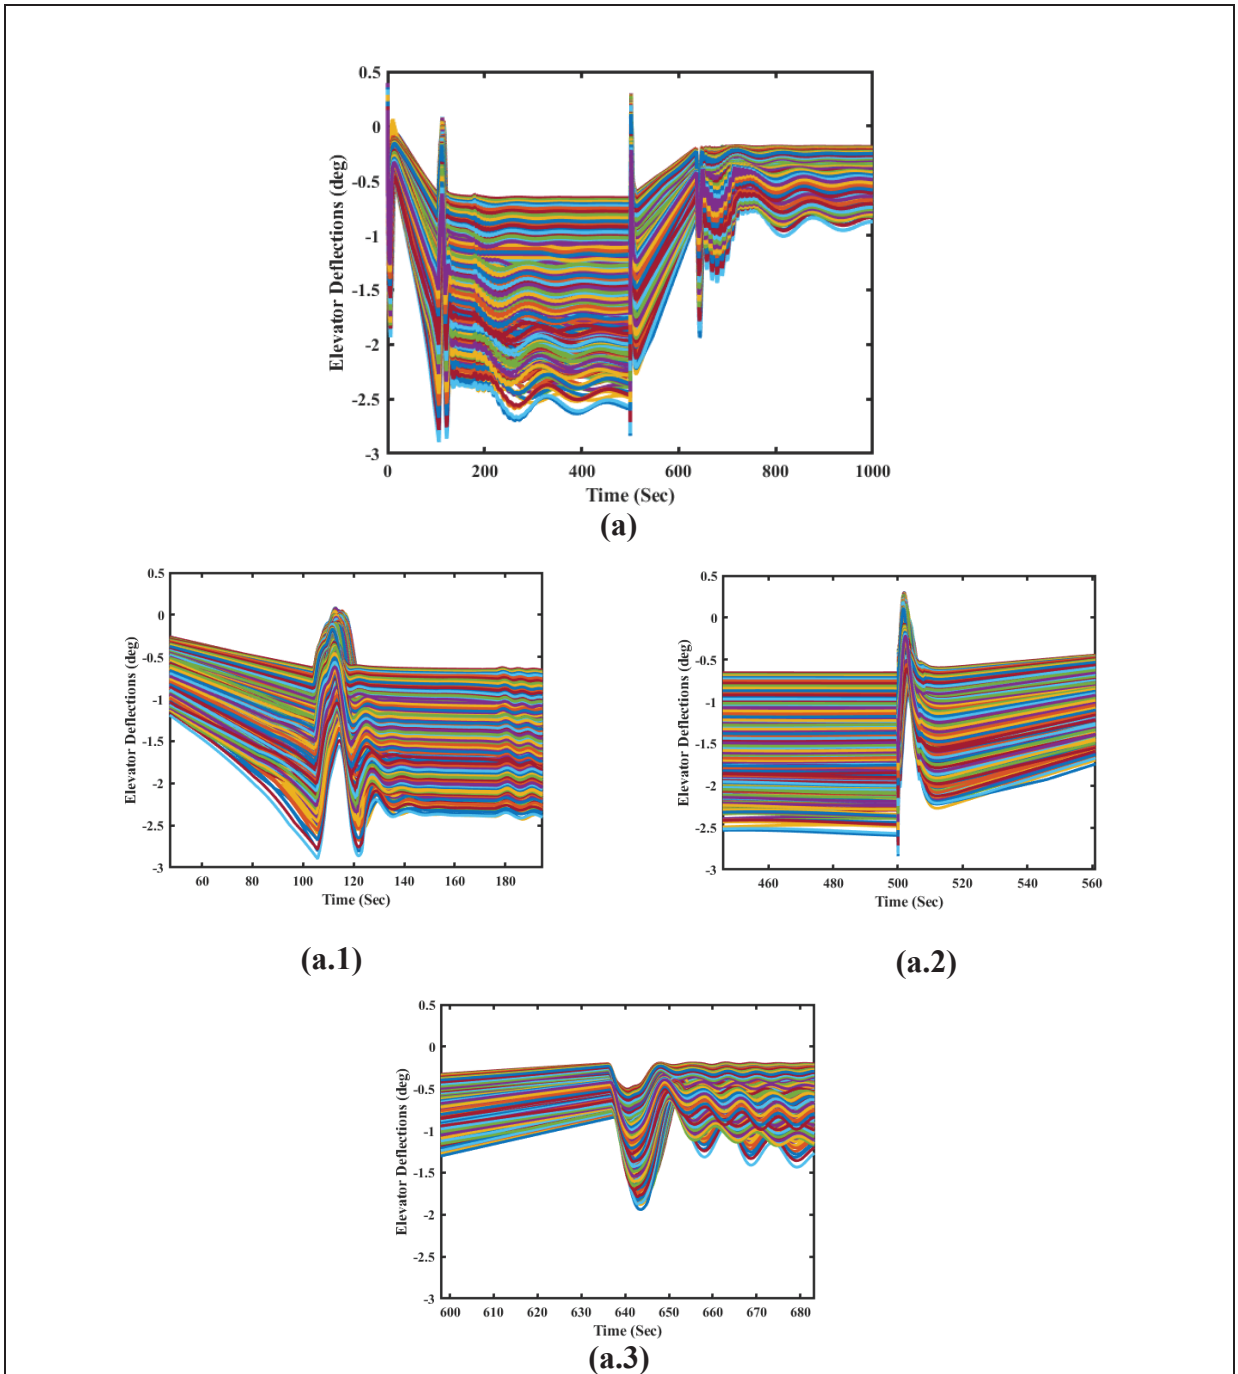 0.5
0
-0.5
-1
-1.5
-2
-2.5
-3
Elevator Deflections (deg)
0 200 400 600 800 1000
Time (Sec)
(a)
0.5
0
-0.5
-1
-1.5
-2
-2.5
-3
Elevator Deflections (deg)
60 80 100 120 140 160 180
Time (Sec)
(a.1)
0.5
0
-0.5
-1
-1.5
-2
-2.5
-3
Elevator Deflections (deg)
460 480 500 520 540 560
Time (Sec)
(a.2)
0.5
0
-0.5
-1
-1.5
-2
-2.5
-3
Elevator Deflections (deg)
600 610 620 630 640 650 660 670 680
Time (Sec)
(a.3)